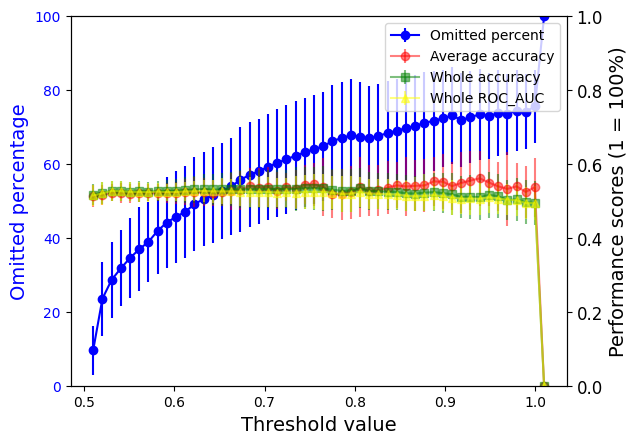 100
80
60
40
20
0
Omitted percentage
Omitted percent
Average accuracy
Whole accuracy
Whole ROC_AUC
1.0
0.8
0.6
0.4
0.2
0.0
Performance scores (1 = 100%)
0.5 0.6 0.7 0.8 0.9 1.0
Threshold value